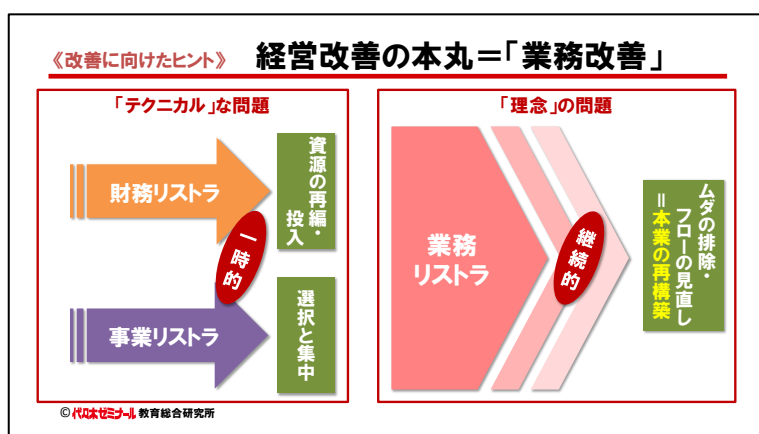 《改善に向けたヒント》 経営改善の本丸＝「業務改善」
「テクニカル」な問題
財務リストラ
資源の再編・
投入
一時的
事業リストラ
選択と集中
「理念」の問題
業務
リストラ
継続的
ムダの排除・
フローの見直し
＝本業の再構築
©代々木ゼミナール 教育総合研究所